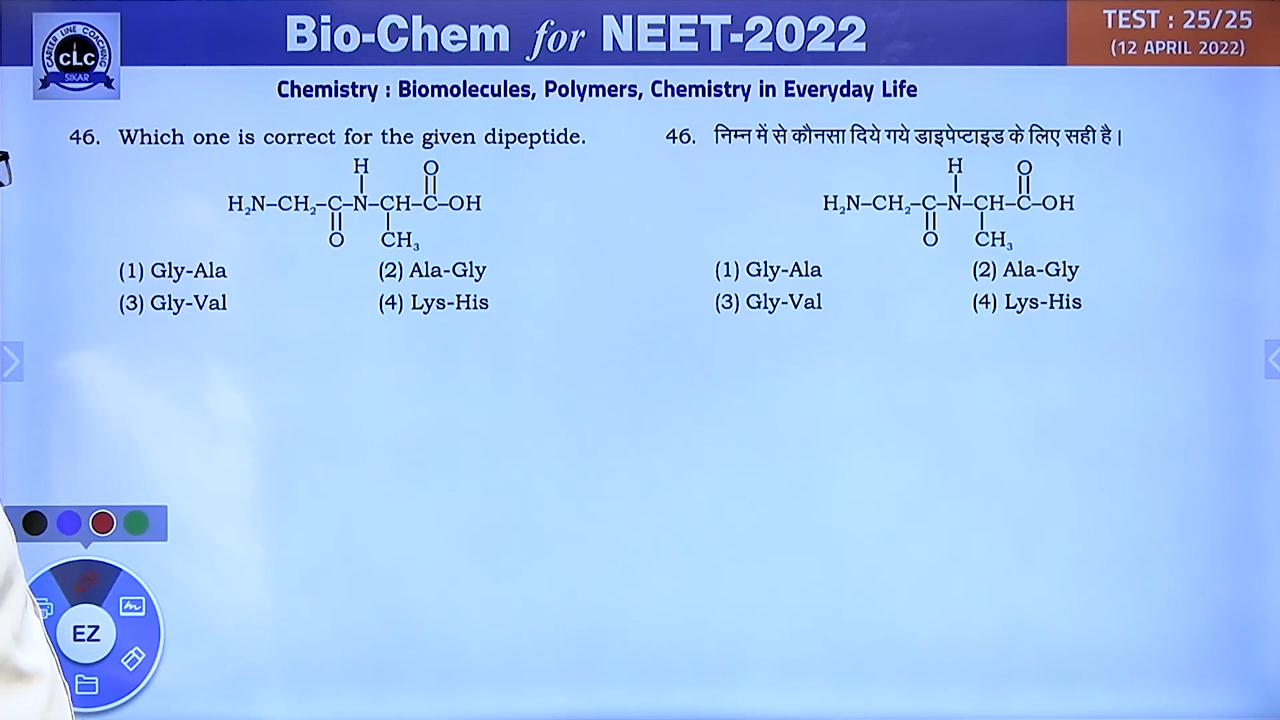 CAREER LINE COACHING
CLC
SIKAR
Bio-Chem for NEET-2022
TEST : 25/25
(12 APRIL 2022)
Chemistry : Biomolecules, Polymers, Chemistry in Everyday Life
46. Which one is correct for the given dipeptide.
H O
H₂N–CH₂–C–N–CH–C–OH
O CH₃
(1) Gly-Ala (2) Ala-Gly
(3) Gly-Val (4) Lys-His
46. निम्न में से कौनसा दिये गये डाइपेप्टाइड के लिए सही है।
H O
H₂N–CH₂–C–N–CH–C–OH
O CH₃
(1) Gly-Ala (2) Ala-Gly
(3) Gly-Val (4) Lys-His
EZ